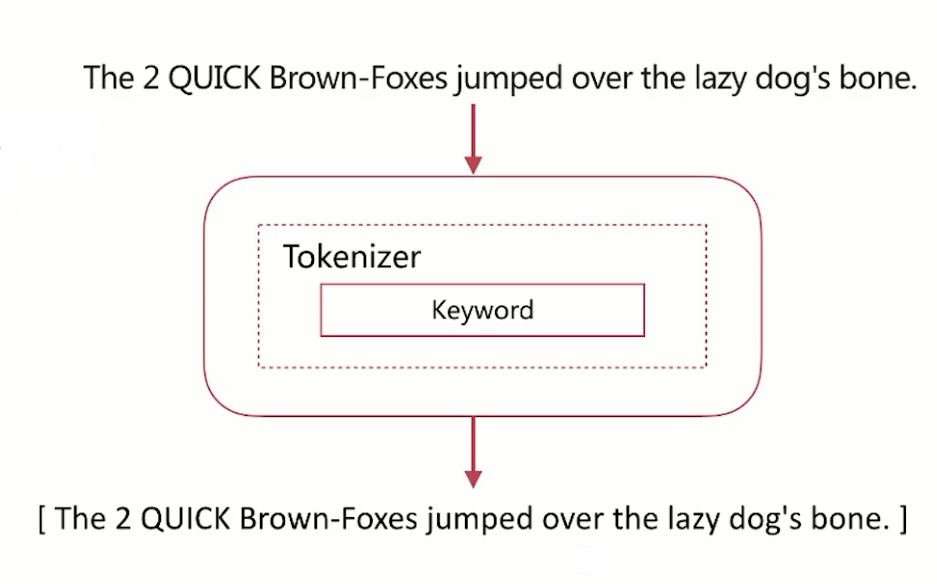 The 2 QUICK Brown-Foxes jumped over the lazy dog's bone.
Tokenizer
Keyword
[ The 2 QUICK Brown-Foxes jumped over the lazy dog's bone. ]